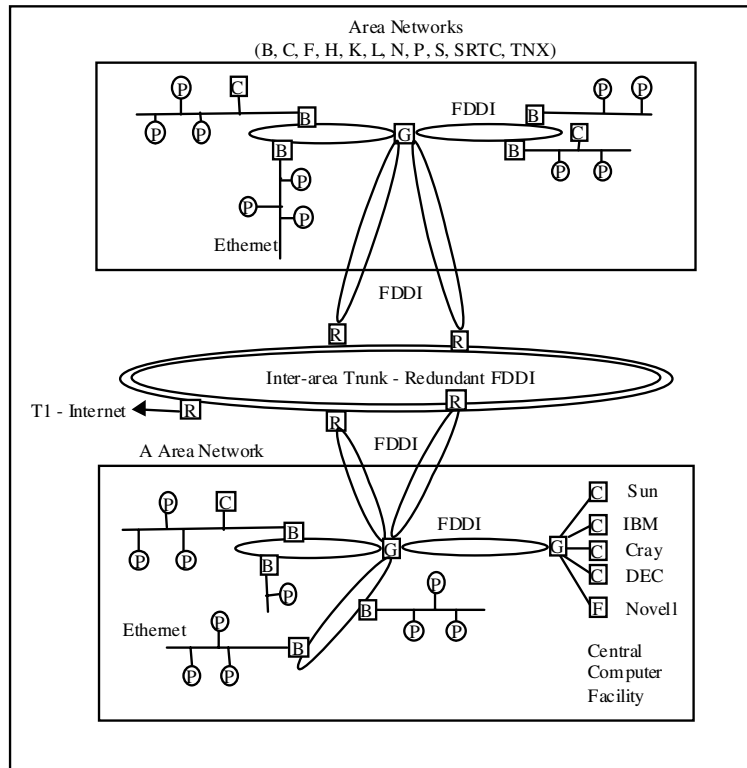 Area Networks
(B, C, F, H, K, L, N, P, S, SRTC, TNX)
P
C
FDDI
P
P
B
B
P
P
G
C
B
B
P
P
P
P
P
P
Ethernet
FDDI
R
R
Inter-area Trunk - Redundant FDDI
R
T1 - Internet
R
R
A Area Network
FDDI
C
Sun
P
C
FDDI
C
IBM
B
G
G
C
Cray
P
P
B
C
DEC
P
P
B
F
Novell
Ethernet
P
P
P
B
P
P
Central
Computer
Facility